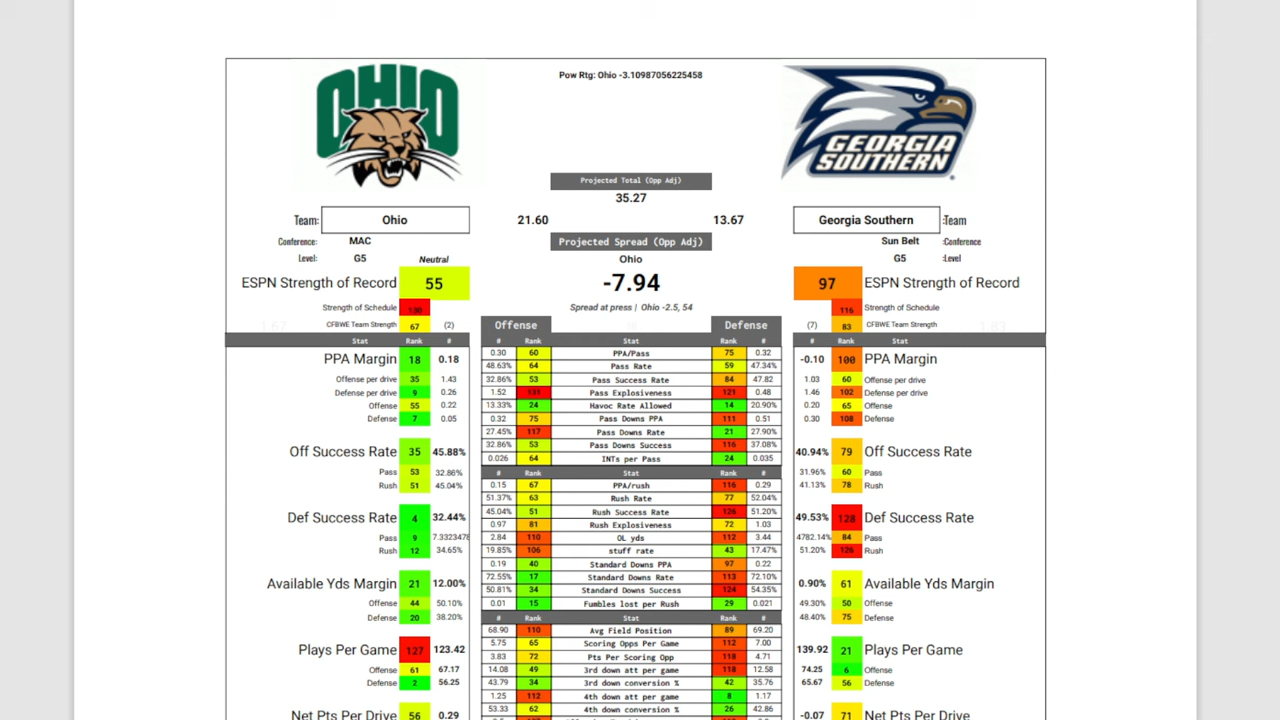 OHIO
Pow Rtg: Ohio -3.10987056225458
GEORGIA
SOUTHERN
Projected Total (Opp Adj)
35.27
Team: Ohio 21.60 13.67 Georgia Southern :Team
Conference: MAC Projected Spread (Opp Adj) Sun Belt :Conference
Level: G5 Neutral Ohio G5 :Level
ESPN Strength of Record 55 -7.94 97 ESPN Strength of Record
Strength of Schedule 130 Spread at press | Ohio -2.5, 54 116 Strength of Schedule
CFBWE Team Strength 67 (2) Offense Defense (7) 83 CFBWE Team Strength
Stat Rank # # Rank Stat Rank # # Rank Stat
PPA Margin 18 0.18 -0.10 100 PPA Margin
Offense per drive 35 1.43 1.03 60 Offense per drive
Defense per drive 9 0.26 1.46 102 Defense per drive
Offense 55 0.22 0.20 65 Offense
Defense 7 0.05 0.30 108 Defense
Off Success Rate 35 45.88% 40.94% 79 Off Success Rate
Pass 53 32.86% 31.96% 60 Pass
Rush 51 45.04% 41.13% 78 Rush
Def Success Rate 4 32.44% 49.53% 128 Def Success Rate
Pass 9 7.3323478 4782.14% 84 Pass
Rush 12 34.65% 51.20% 126 Rush
Available Yds Margin 21 12.00% 0.90% 61 Available Yds Margin
Offense 44 50.10% 49.30% 50 Offense
Defense 20 38.20% 48.40% 75 Defense
Plays Per Game 127 123.42 139.92 21 Plays Per Game
Offense 61 67.17 74.25 6 Offense
Defense 2 56.25 65.67 56 Defense
Net Pts Per Drive 56 0.29 -0.07 71 Net Pts Per Drive
0.30 60 PPA/Pass 75 0.32
48.63% 64 Pass Rate 59 47.34%
32.86% 53 Pass Success Rate 84 47.82
1.52 131 Pass Explosiveness 121 0.48
13.33% 24 Havoc Rate Allowed 14 20.90%
0.32 75 Pass Downs PPA 111 0.51
27.45% 117 Pass Downs Rate 21 27.90%
32.86% 53 Pass Downs Success 116 37.08%
0.026 64 INTs per Pass 24 0.035
# Rank Stat Rank #
0.15 67 PPA/rush 116 0.29
51.37% 63 Rush Rate 77 52.04%
45.04% 51 Rush Success Rate 126 51.20%
0.97 81 Rush Explosiveness 72 1.03
2.84 110 OL yds 112 3.44
19.85% 106 stuff rate 43 17.47%
0.19 40 Standard Downs PPA 97 0.22
72.55% 17 Standard Downs Rate 113 72.10%
50.81% 34 Standard Downs Success 124 54.35%
0.01 15 Fumbles lost per Rush 29 0.021
# Rank Stat Rank #
68.90 110 Avg Field Position 89 69.20
5.75 65 Scoring Opps Per Game 112 7.00
3.83 72 Pts Per Scoring Opp 118 4.71
14.08 49 3rd down att per game 118 12.58
43.79 34 3rd down conversion % 42 35.76
1.25 112 4th down att per game 8 1.17
53.33 62 4th down conversion % 26 42.86